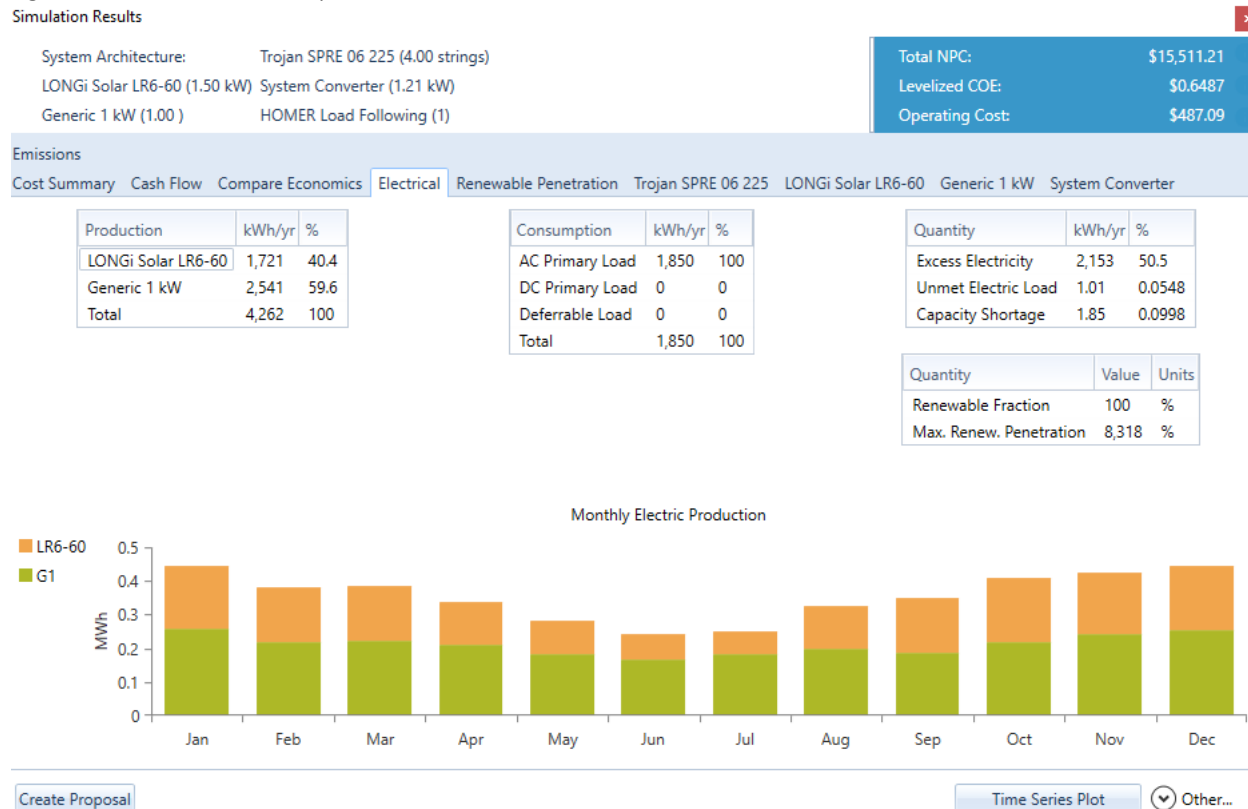 Simulation Results
System Architecture: Trojan SPRE 06 225 (4.00 strings)
LONGi Solar LR6-60 (1.50 kW) System Converter (1.21 kW)
Generic 1 kW (1.00 ) HOMER Load Following (1)
Total NPC: $15,511.21
Levelized COE: $0.6487
Operating Cost: $487.09
Emissions
Cost Summary Cash Flow Compare Economics Electrical Renewable Penetration Trojan SPRE 06 225 LONGi Solar LR6-60 Generic 1 kW System Converter
Production kWh/yr %
LONGi Solar LR6-60 1,721 40.4
Generic 1 kW 2,541 59.6
Total 4,262 100
Consumption kWh/yr %
AC Primary Load 1,850 100
DC Primary Load 0 0
Deferrable Load 0 0
Total 1,850 100
Quantity kWh/yr %
Excess Electricity 2,153 50.5
Unmet Electric Load 1.01 0.0548
Capacity Shortage 1.85 0.0998
Quantity Value Units
Renewable Fraction 100 %
Max. Renew. Penetration 8,318 %
Monthly Electric Production
LR6-60
G1
MWh
0.5
0.4
0.3
0.2
0.1
0
Jan Feb Mar Apr May Jun Jul Aug Sep Oct Nov Dec
Create Proposal Time Series Plot Other...